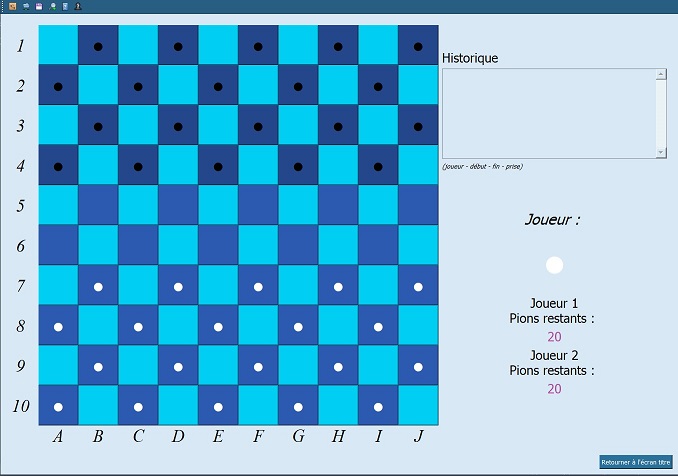 1
Historique
2
3
4
(joueur - début - fin - prise)
5
Joueur :
6
7
Joueur 1
Pions restants :
8
20
Joueur 2
9
Pions restants :
20
10
A B C D E F G H I J
Retourner à l'écran titre